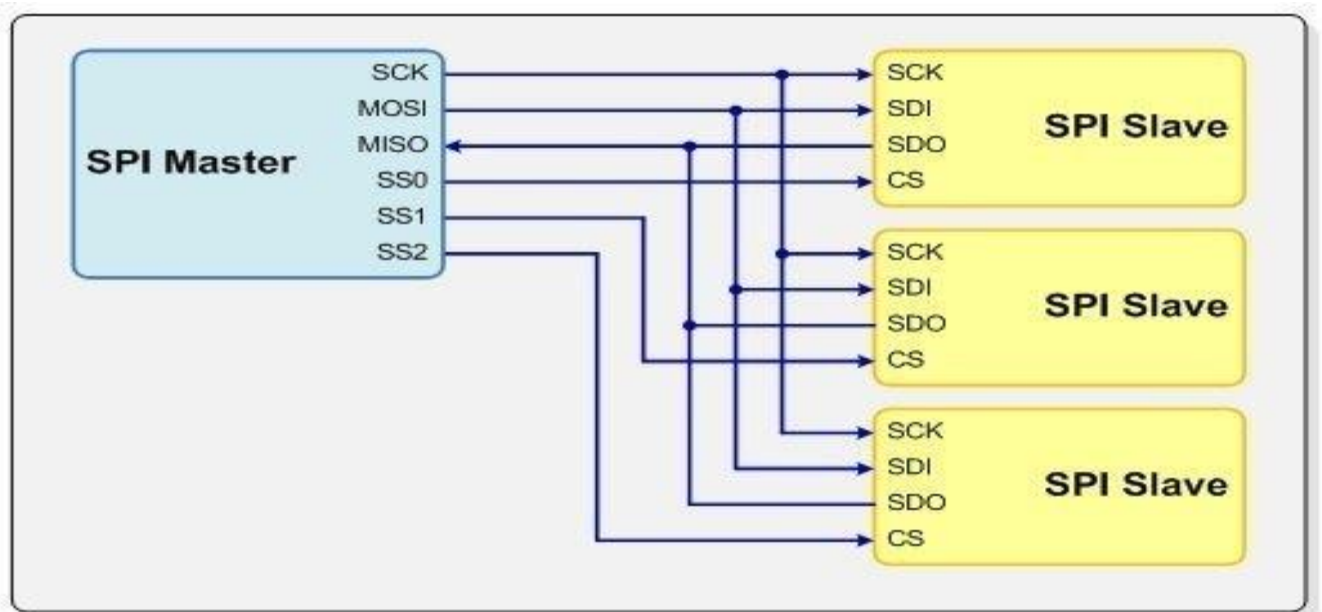 SPI Master
SCK
MOSI
MISO
SS0
SS1
SS2
SCK
SDI
SDO
CS
SPI Slave
SCK
SDI
SDO
CS
SPI Slave
SCK
SDI
SDO
CS
SPI Slave